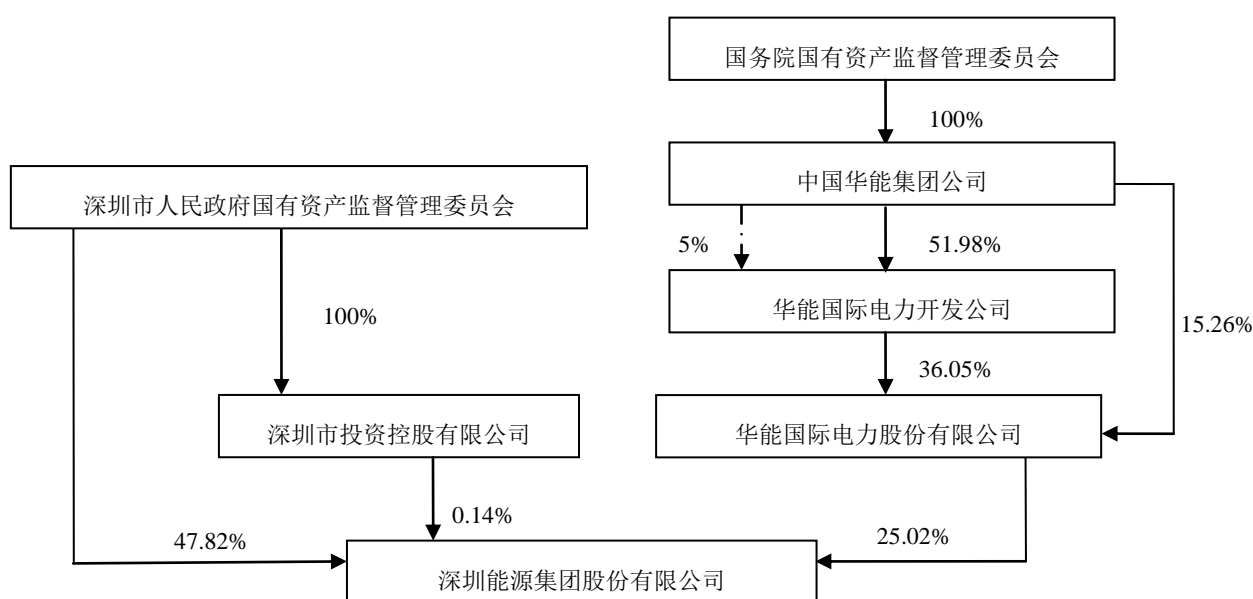 国务院国有资产监督管理委员会
100%
中国华能集团公司
深圳市人民政府国有资产监督管理委员会
5%
51.98%
华能国际电力开发公司
100%
15.26%
36.05%
深圳市投资控股有限公司
华能国际电力股份有限公司
0.14%
47.82%
25.02%
深圳能源集团股份有限公司